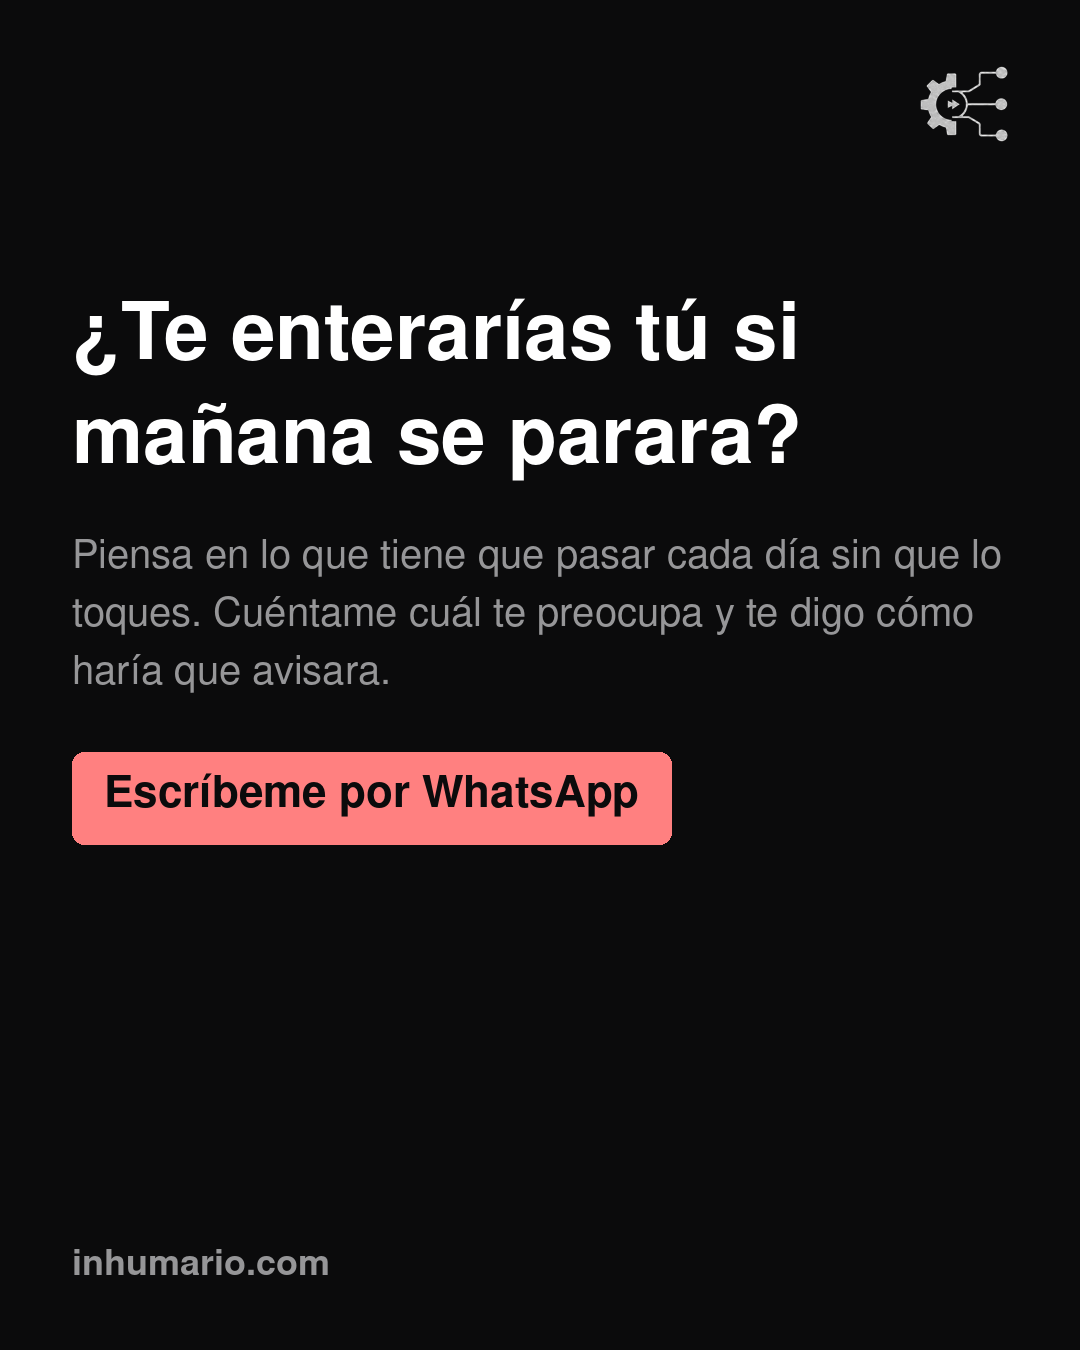 ¿Te enterarías tú si
mañana se parara?
Piensa en lo que tiene que pasar cada día sin que lo
toques. Cuéntame cuál te preocupa y te digo cómo
haría que avisara.
Escríbeme por WhatsApp
inhumario.com